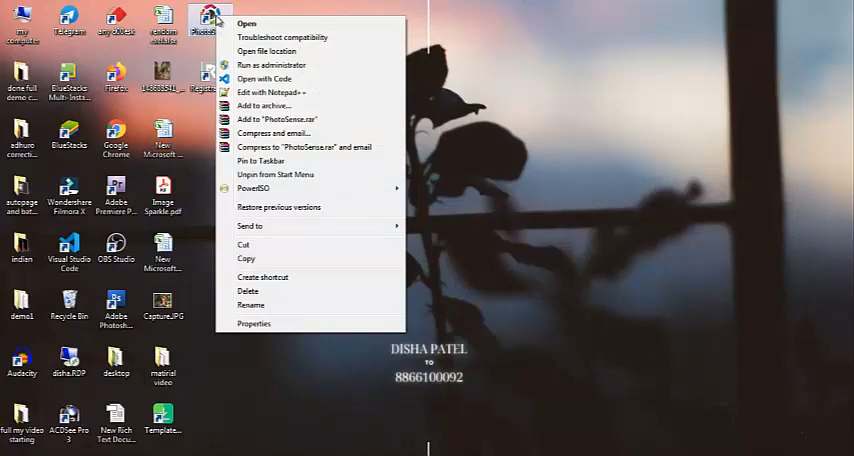 my
computer
Telegram
any d00esk
random
PhotoS
Open
Troubleshoot compatibility
Open file location
Run as administrator
Open with Code
Edit with Notepad++
Add to archive...
Add to "PhotoSense.rar"
Compress and email...
Compress to "PhotoSense.rar" and email
Pin to Taskbar
Unpin from Start Menu
PowerISO
Restore previous versions
Send to
Cut
Copy
Create shortcut
Delete
Rename
Properties
done full
demo c...
BlueStacks
Multi-Insta...
Firefox
148688541_...
Registra
adhuro
correcti...
BlueStacks
Google
Chrome
New
Microsoft ...
autopage
and bat...
Wondershare
Filmora X
Adobe
Premiere P...
Image
Sparkle.pdf
indian
Visual Studio
Code
OBS Studio
New
Microsoft...
demo1
Recycle Bin
Adobe
Photosh...
Capture.JPG
Audacity
disha.RDP
desktop
matirial
video
full my video
starting
ACDSee Pro
3
New Rich
Text Docu...
Template...
DISHA PATEL
TO
8866100092